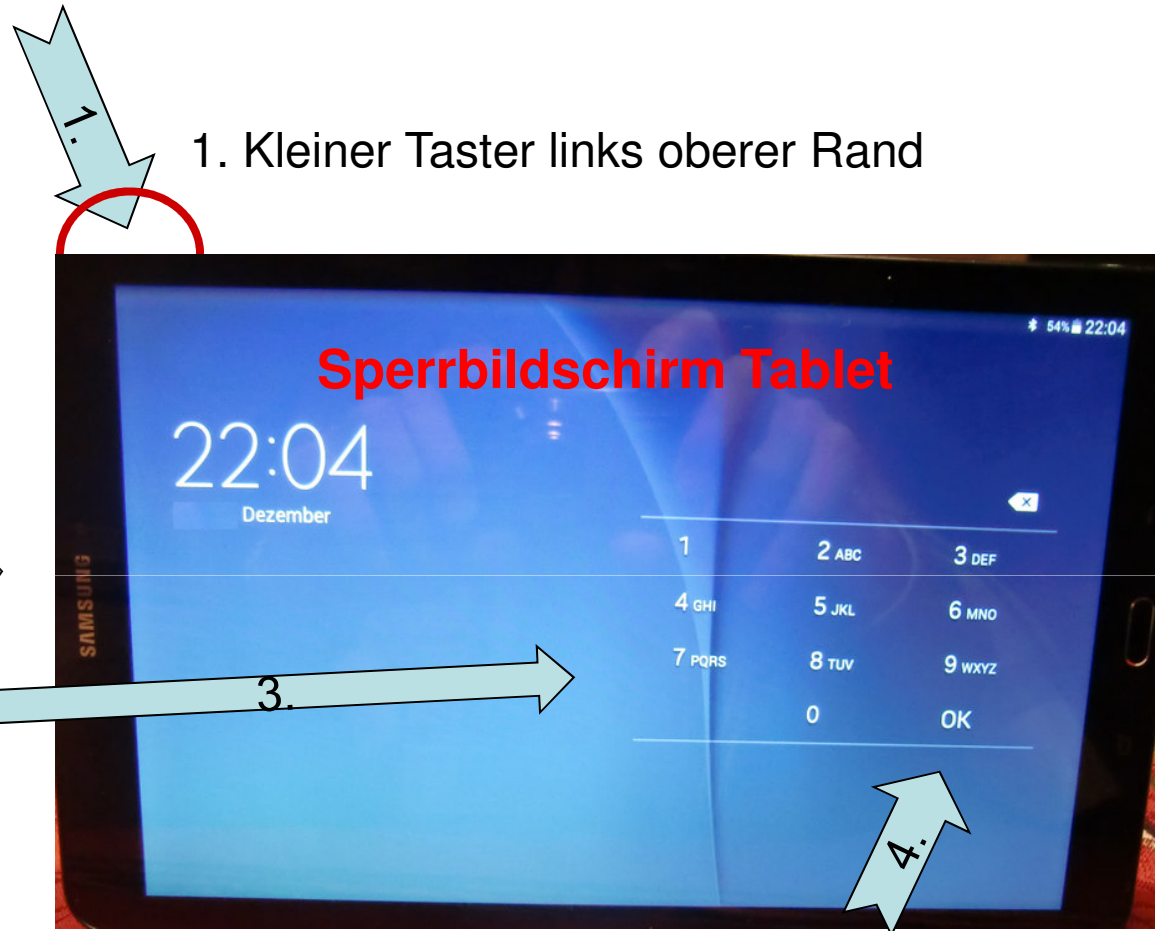 1.
1. Kleiner Taster links oberer Rand
54% 22:04
Sperrbildschirm Tablet
22:04
Dezember
SAMSUNG
1 2 ABC 3 DEF
4 GHI 5 JKL 6 MNO
7 PQRS 8 TUV 9 WXYZ
0 OK
3.
4.